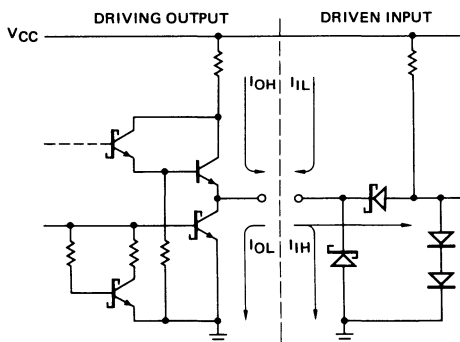 DRIVING OUTPUT
DRIVEN INPUT
VCC
IOH
IIL
IOL
IIH